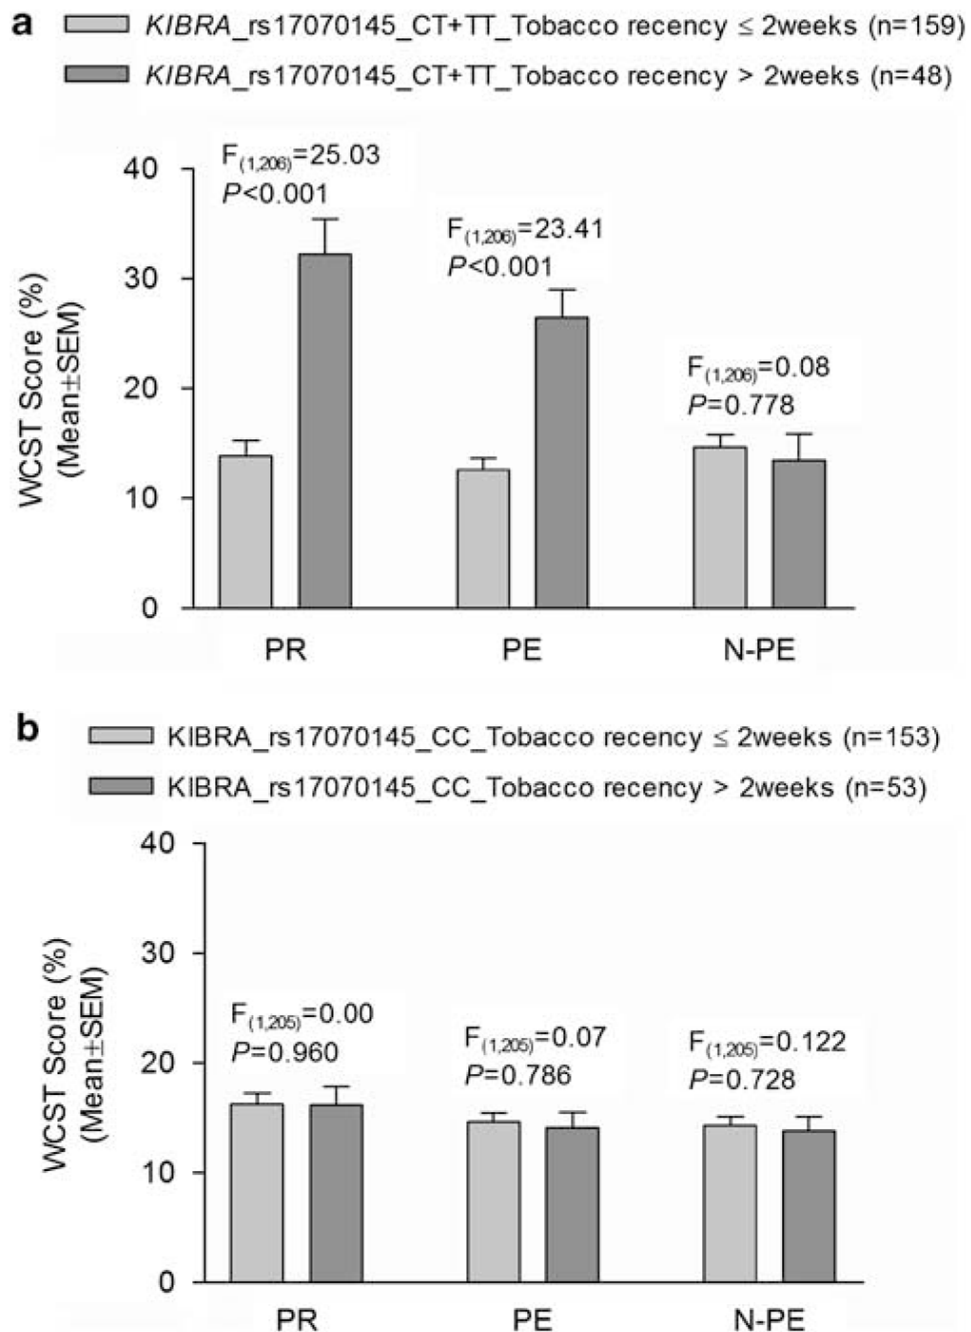 a
KIBRA_rs17070145_CT+TT_Tobacco recency ≤ 2weeks (n=159)
KIBRA_rs17070145_CT+TT_Tobacco recency > 2weeks (n=48)
WCST Score (%)
(Mean±SEM)
40
30
20
10
0
F(1,206)=25.03
P<0.001
F(1,206)=23.41
P<0.001
F(1,206)=0.08
P=0.778
PR
PE
N-PE
b
KIBRA_rs17070145_CC_Tobacco recency ≤ 2weeks (n=153)
KIBRA_rs17070145_CC_Tobacco recency > 2weeks (n=53)
WCST Score (%)
(Mean±SEM)
40
30
20
10
0
F(1,205)=0.00
P=0.960
F(1,205)=0.07
P=0.786
F(1,205)=0.122
P=0.728
PR
PE
N-PE